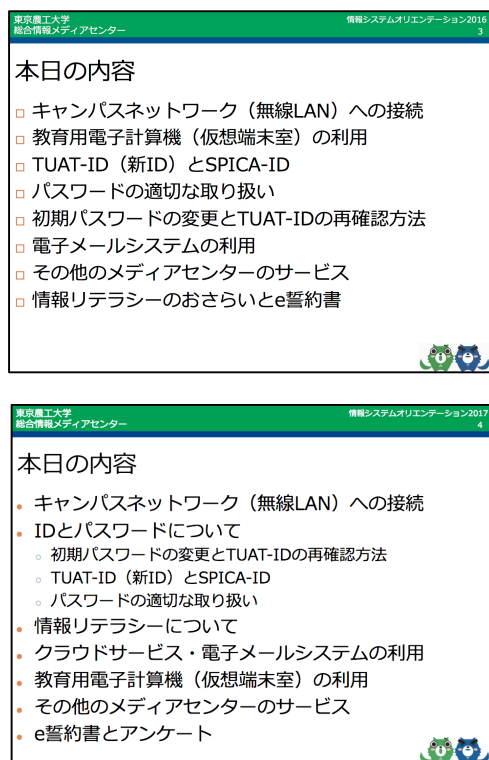 東京農工大学
総合情報メディアセンター
情報システムオリエンテーション2016
3
本日の内容
キャンパスネットワーク（無線LAN）への接続
教育用電子計算機（仮想端末室）の利用
TUAT-ID（新ID）とSPICA-ID
パスワードの適切な取り扱い
初期パスワードの変更とTUAT-IDの再確認方法
電子メールシステムの利用
その他のメディアセンターのサービス
情報リテラシーのおさらいとe誓約書
東京農工大学
総合情報メディアセンター
情報システムオリエンテーション2017
4
本日の内容
キャンパスネットワーク（無線LAN）への接続
IDとパスワードについて
初期パスワードの変更とTUAT-IDの再確認方法
TUAT-ID（新ID）とSPICA-ID
パスワードの適切な取り扱い
情報リテラシーについて
クラウドサービス・電子メールシステムの利用
教育用電子計算機（仮想端末室）の利用
その他のメディアセンターのサービス
e誓約書とアンケート